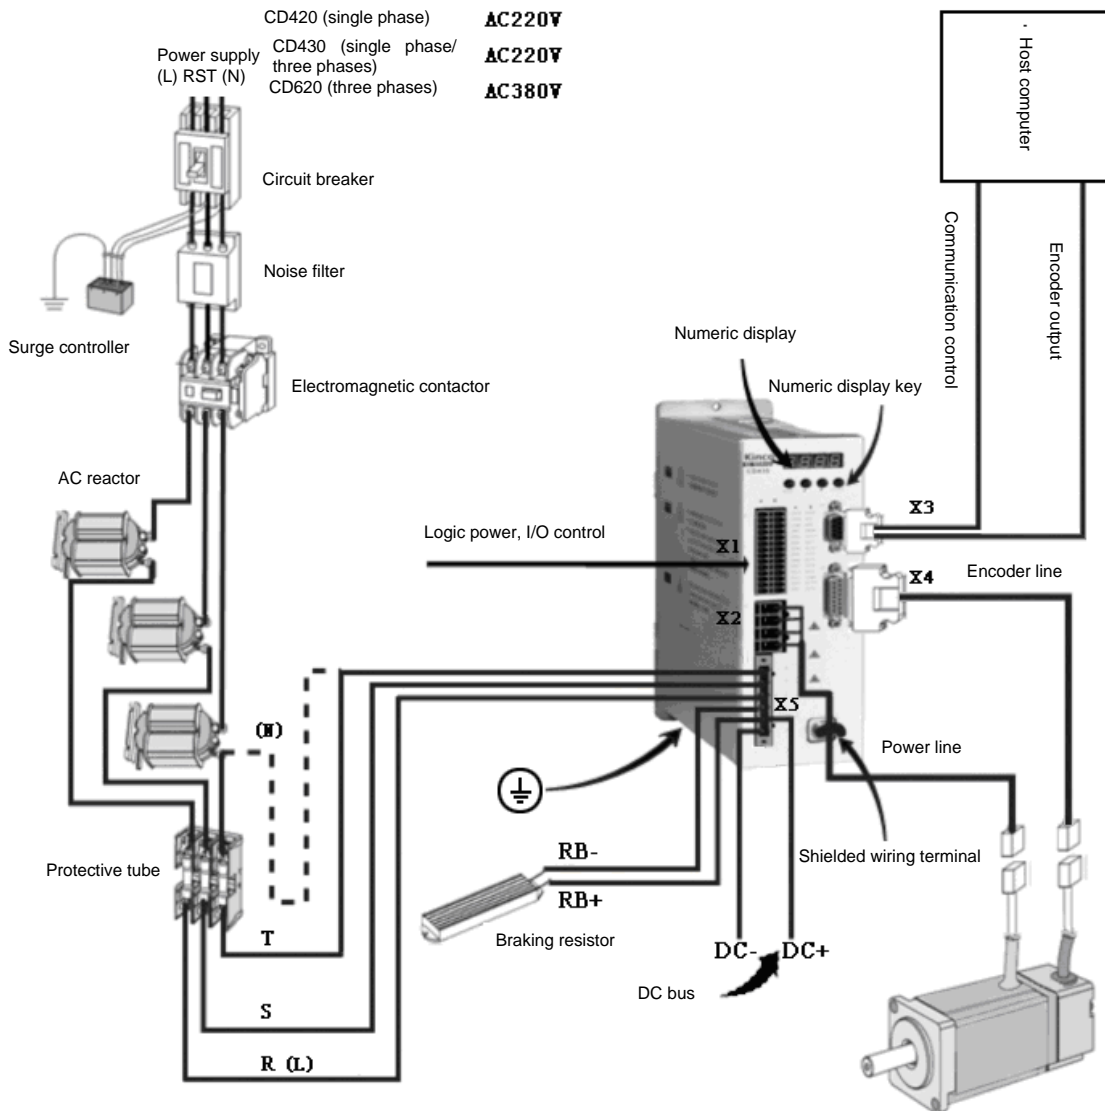 CD420 (single phase) AC220V
Power supply
(L) RST (N)
CD430 (single phase/
three phases)
AC220V
CD620 (three phases) AC380V
· Host computer
Circuit breaker
Communication control
Encoder output
Noise filter
Surge controller
Numeric display
Electromagnetic contactor
Numeric display key
AC reactor
Kinco
CD430
X3
Logic power, I/O control
X1
X4
Encoder line
X2
X5
(N)
Power line
Protective tube
RB-
RB+
Shielded wiring terminal
Braking resistor
T
DC-
DC+
DC bus
S
R (L)